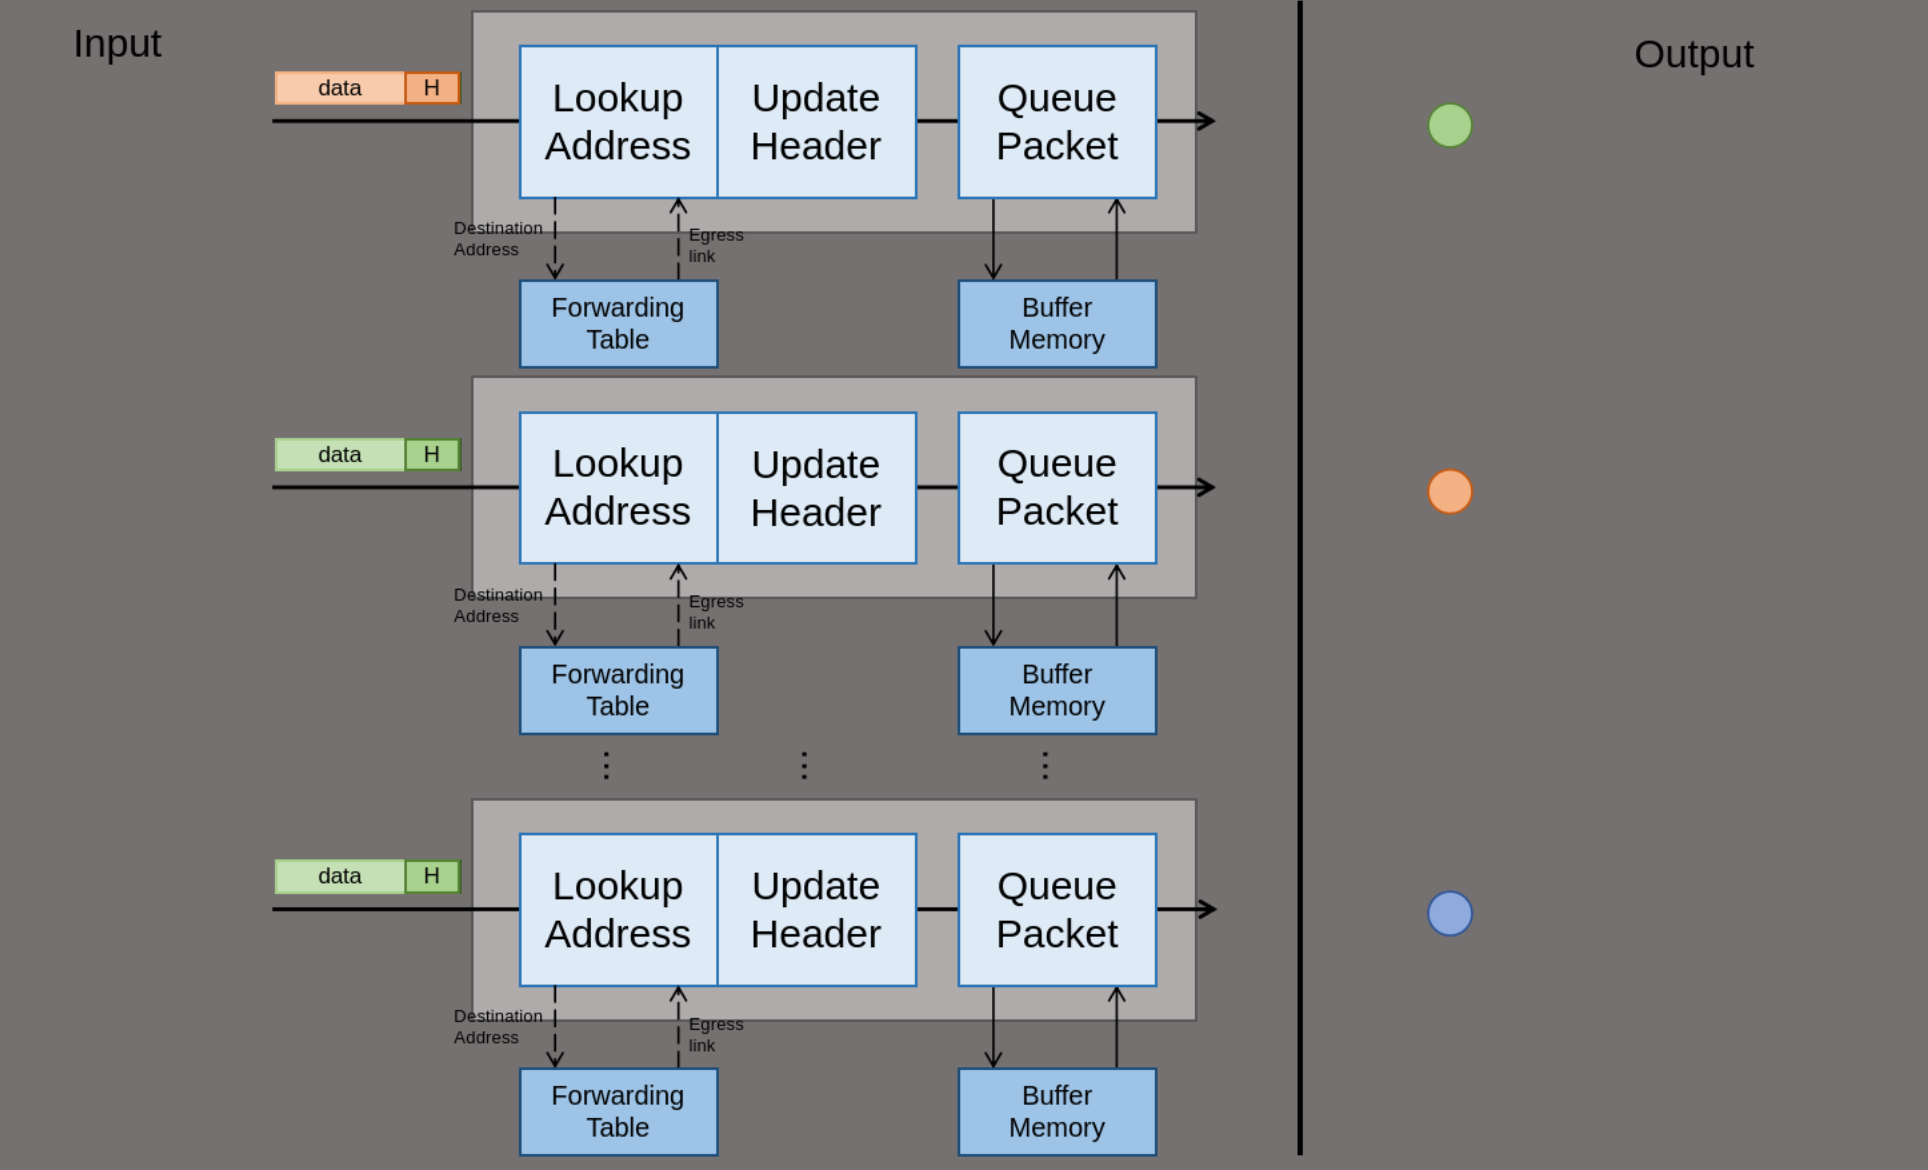 Input
Output
data H
Lookup
Address
Update
Header
Queue
Packet
Destination
Address
Egress
link
Forwarding
Table
Buffer
Memory
data H
Lookup
Address
Update
Header
Queue
Packet
Destination
Address
Egress
link
Forwarding
Table
Buffer
Memory
data H
Lookup
Address
Update
Header
Queue
Packet
Destination
Address
Egress
link
Forwarding
Table
Buffer
Memory